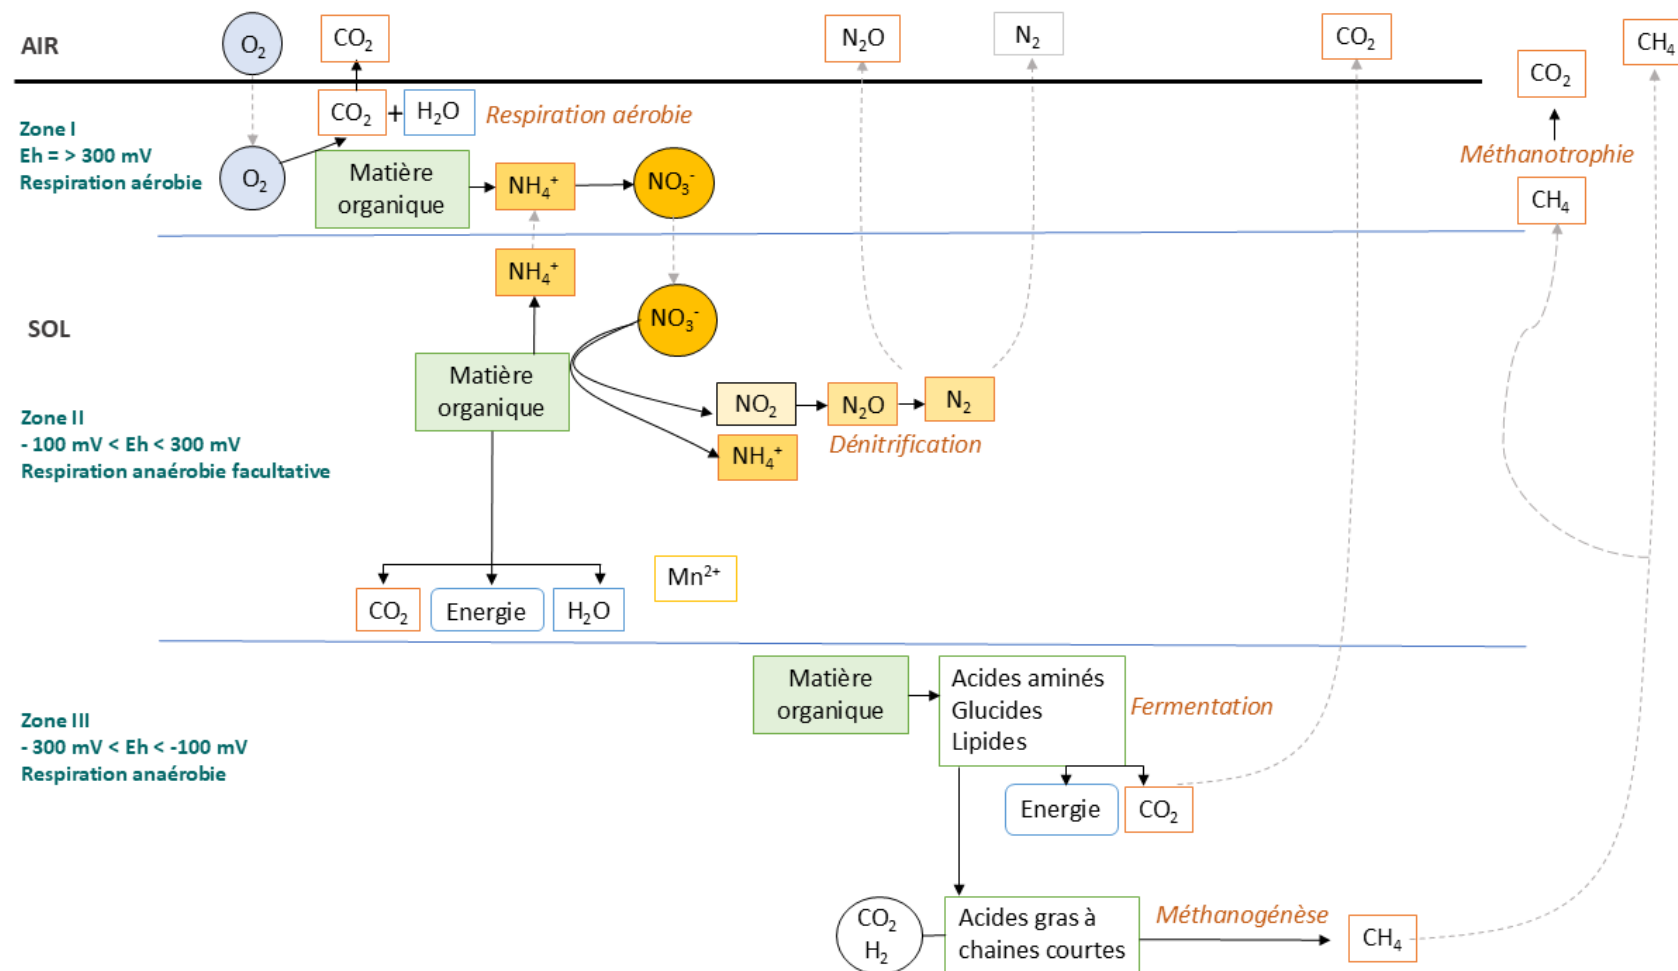 AIR
O₂
CO₂
N₂O
N₂
CO₂
CH₄
CO₂
Zone I
Eh = > 300 mV
Respiration aérobie
CO₂
+
H₂O
Respiration aérobie
O₂
Matière
organique
NH₄⁺
NO₃⁻
Méthanotrophie
CH₄
SOL
NH₄⁺
NO₃⁻
Matière
organique
NO₂
N₂O
N₂
Dénitrification
NH₄⁺
Zone II
- 100 mV < Eh < 300 mV
Respiration anaérobie facultative
Mn²⁺
CO₂
Energie
H₂O
Zone III
- 300 mV < Eh < -100 mV
Respiration anaérobie
Matière
organique
Acides aminés
Glucides
Lipides
Fermentation
Energie
CO₂
CO₂
H₂
Acides gras à
chaines courtes
Méthanogénèse
CH₄